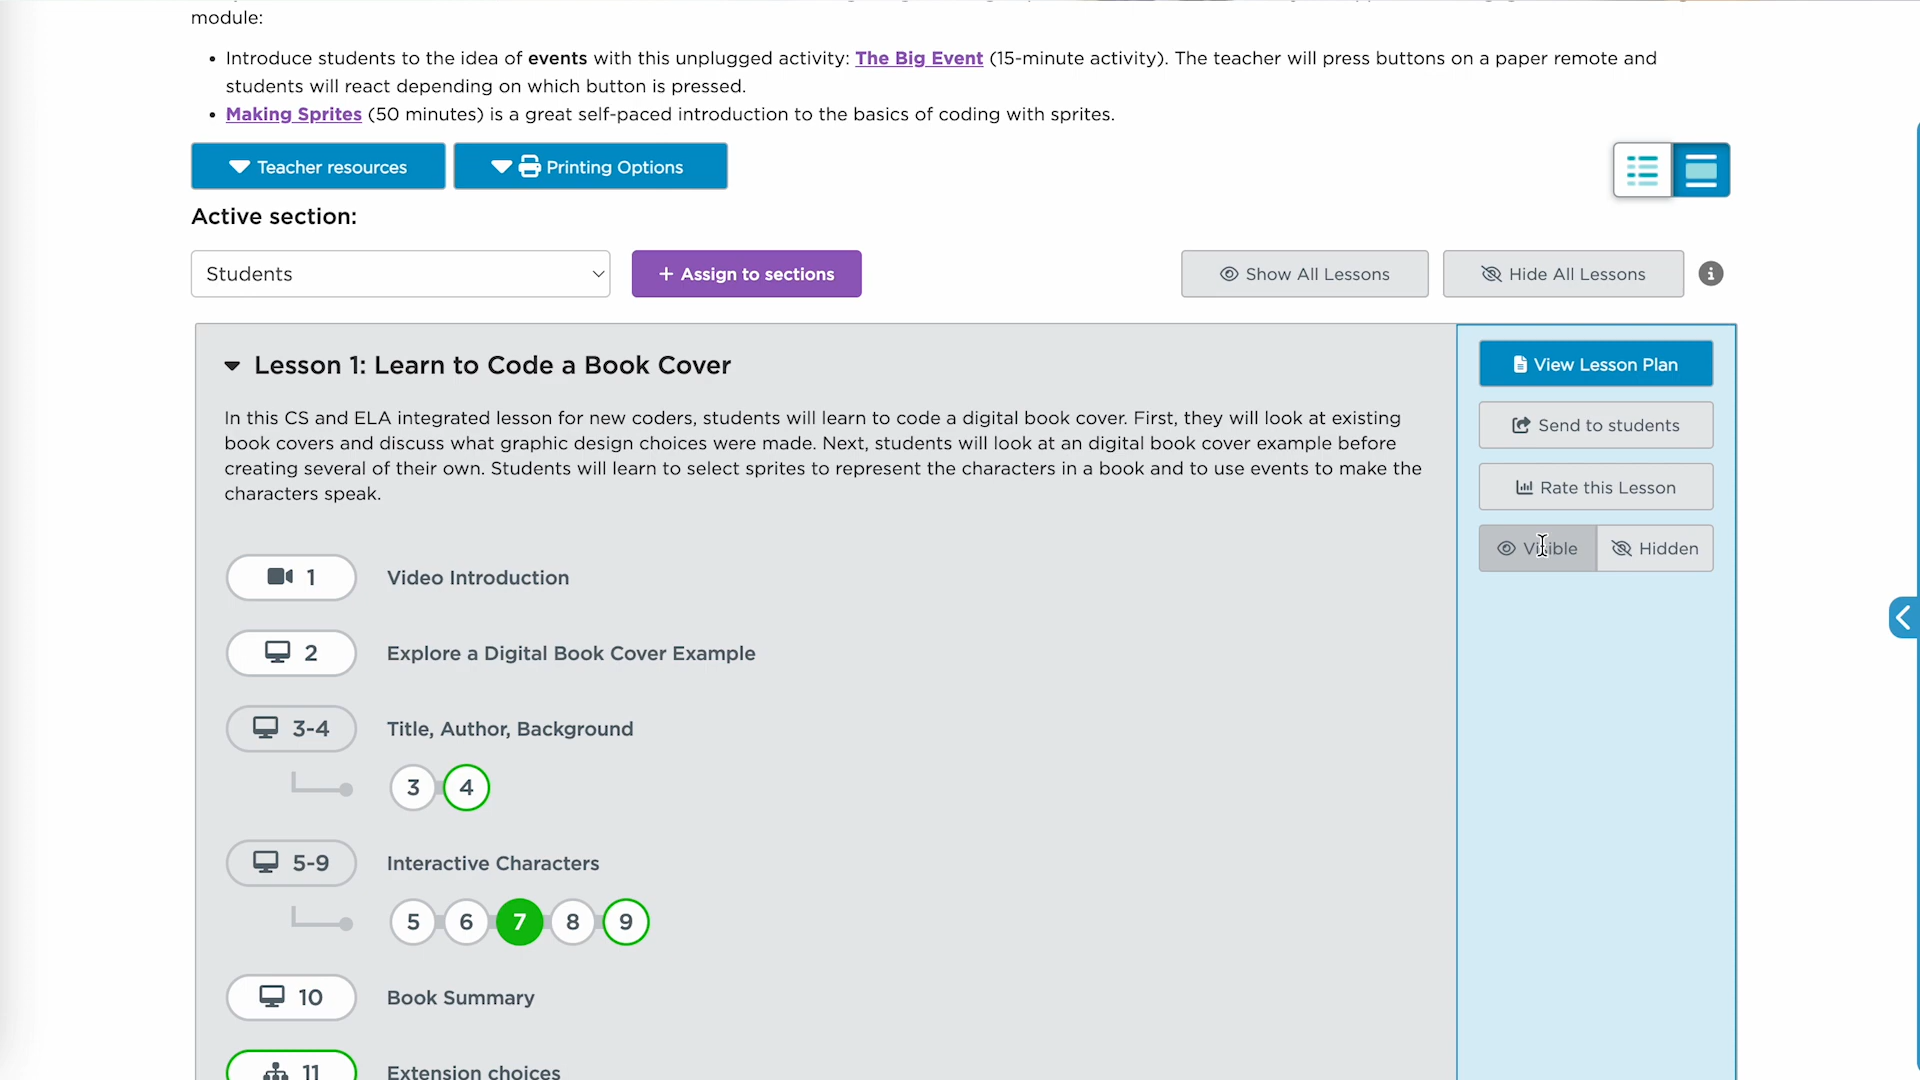 module:
• Introduce students to the idea of events with this unplugged activity: The Big Event (15-minute activity). The teacher will press buttons on a paper remote and
students will react depending on which button is pressed.
• Making Sprites (50 minutes) is a great self-paced introduction to the basics of coding with sprites.
Teacher resources
Printing Options
Active section:
Students
+ Assign to sections
Show All Lessons
Hide All Lessons
Lesson 1: Learn to Code a Book Cover
View Lesson Plan
In this CS and ELA integrated lesson for new coders, students will learn to code a digital book cover. First, they will look at existing
book covers and discuss what graphic design choices were made. Next, students will look at an digital book cover example before
creating several of their own. Students will learn to select sprites to represent the characters in a book and to use events to make the
characters speak.
Send to students
Rate this Lesson
Visible
Hidden
1 Video Introduction
2 Explore a Digital Book Cover Example
3-4 Title, Author, Background
3 4
5-9 Interactive Characters
5 6 7 8 9
10 Book Summary
11 Extension choices